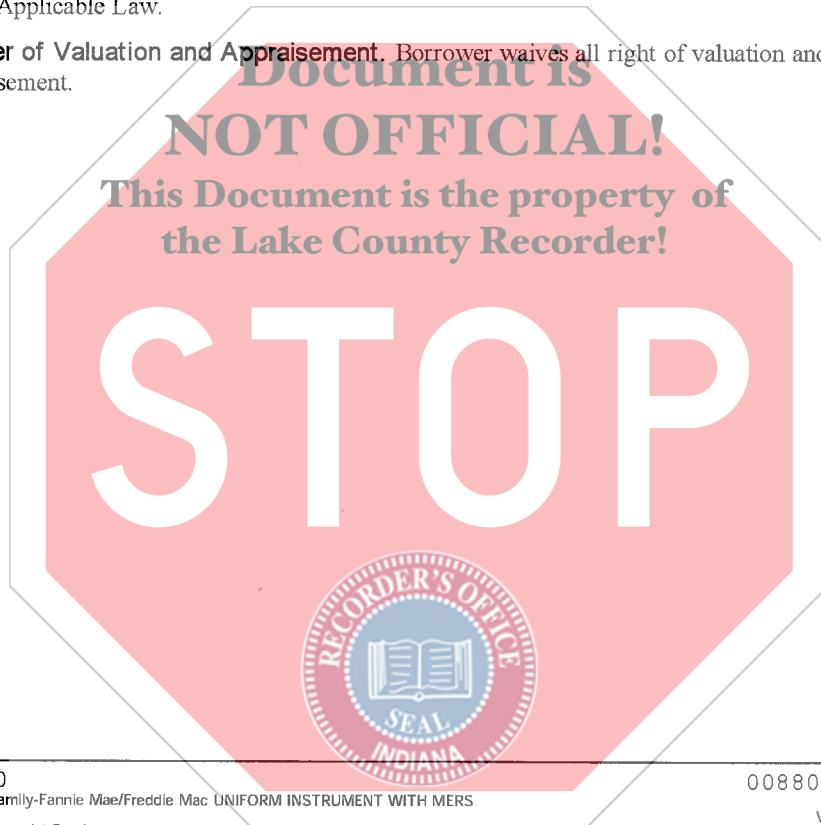 Applicable Law.
er of Valuation and Appraisement. Borrower waives all right of valuation and
sement.
Document is
NOT OFFICIAL!
This Document is the property of
the Lake County Recorder!
STOP
RECORDER'S OFFICE
SEAL
INDIANA
0
00880
amily-Fannie Mae/Freddie Mac UNIFORM INSTRUMENT WITH MERS